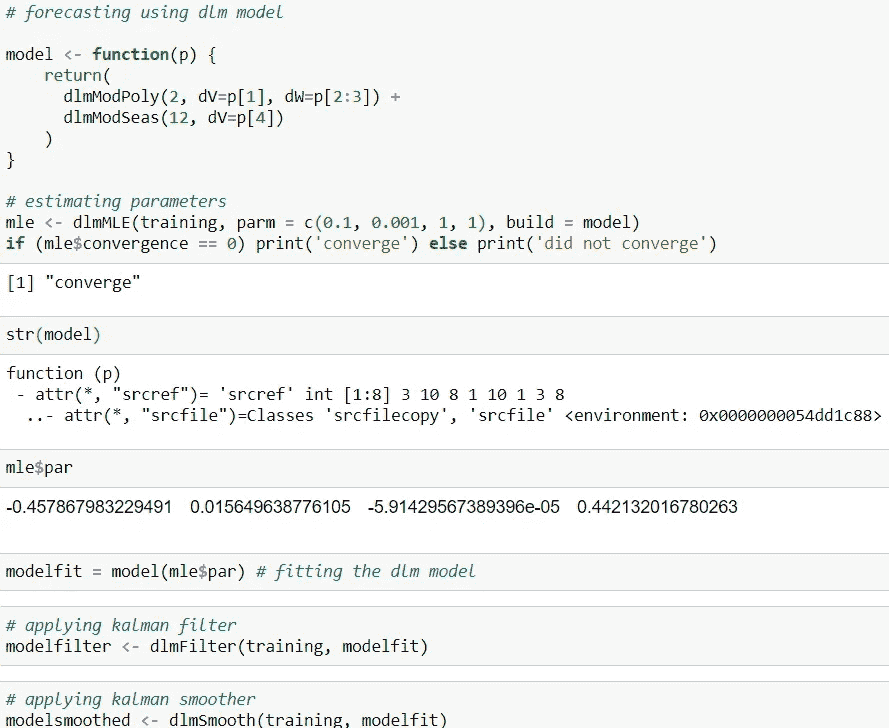 # forecasting using dlm model
model <- function(p) {
return(
dlmModPoly(2, dV=p[1], dW=p[2:3]) +
dlmModSeas(12, dV=p[4])
)
}
# estimating parameters
mle <- dlmMLE(training, parm = c(0.1, 0.001, 1, 1), build = model)
if (mle$convergence == 0) print('converge') else print('did not converge')
[1] "converge"
str(model)
function (p)
- attr(*, "srcref")= 'srcref' int [1:8] 3 10 8 1 10 1 3 8
..- attr(*, "srcfile")=Classes 'srcfilecopy', 'srcfile' <environment: 0x0000000054dd1c88>
mle$par
-0.457867983229491 0.015649638776105 -5.91429567389396e-05 0.442132016780263
modelfit = model(mle$par) # fitting the dlm model
# applying kalman filter
modelfilter <- dlmFilter(training, modelfit)
# applying kalman smoother
modelsmoothed <- dlmSmooth(training, modelfit)